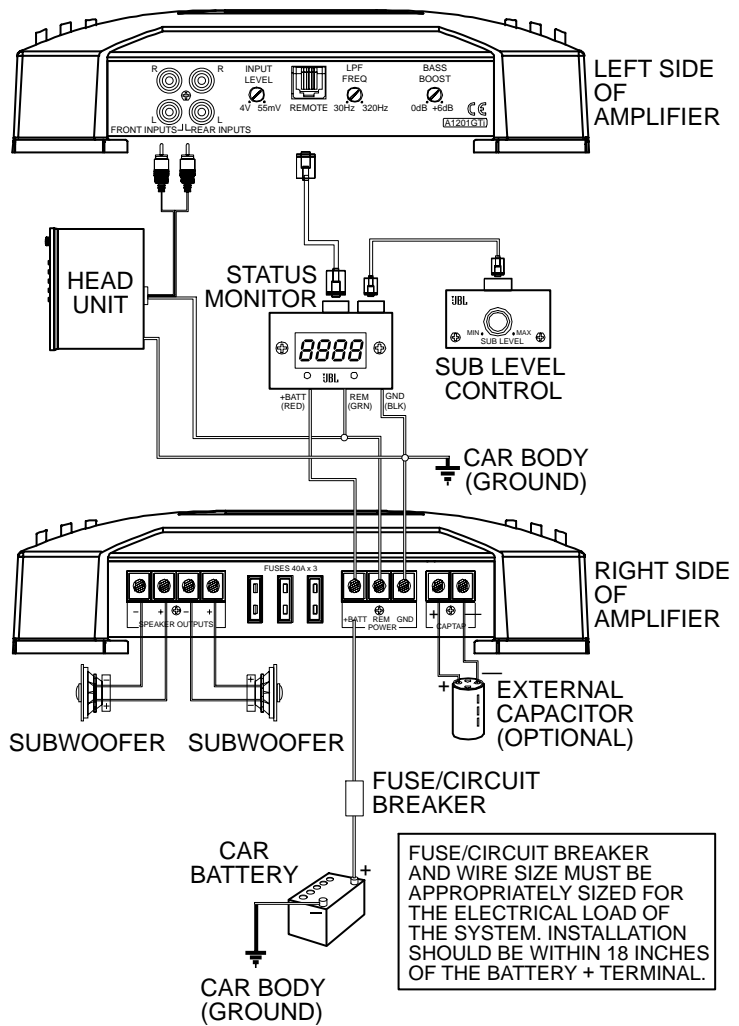 R R
INPUT
LEVEL
LPF
FREQ
BASS
BOOST
4V 55mV
REMOTE
30Hz 320Hz
0dB +6dB
CE
L L
FRONT INPUTS
REAR INPUTS
A1201GTi
LEFT SIDE
OF
AMPLIFIER
HEAD
UNIT
STATUS
MONITOR
8888
JBL
JBL
MIN. MAX
SUB LEVEL
SUB LEVEL
CONTROL
+BATT
(RED)
REM
(GRN)
GND
(BLK)
CAR BODY
(GROUND)
FUSES 40A x 3
– + – +
SPEAKER OUTPUTS
+BATT REM GND
POWER
+ –
CAPTAP
RIGHT SIDE
OF
AMPLIFIER
+ –
+
+
SUBWOOFER
SUBWOOFER
EXTERNAL
CAPACITOR
(OPTIONAL)
FUSE/CIRCUIT
BREAKER
CAR
BATTERY
+
–
CAR BODY
(GROUND)
FUSE/CIRCUIT BREAKER
AND WIRE SIZE MUST BE
APPROPRIATELY SIZED FOR
THE ELECTRICAL LOAD OF
THE SYSTEM. INSTALLATION
SHOULD BE WITHIN 18 INCHES
OF THE BATTERY + TERMINAL.